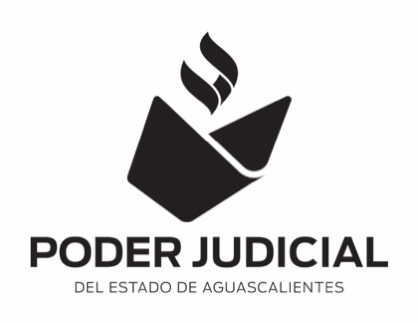 PODER JUDICIAL
DEL ESTADO DE AGUASCALIENTES